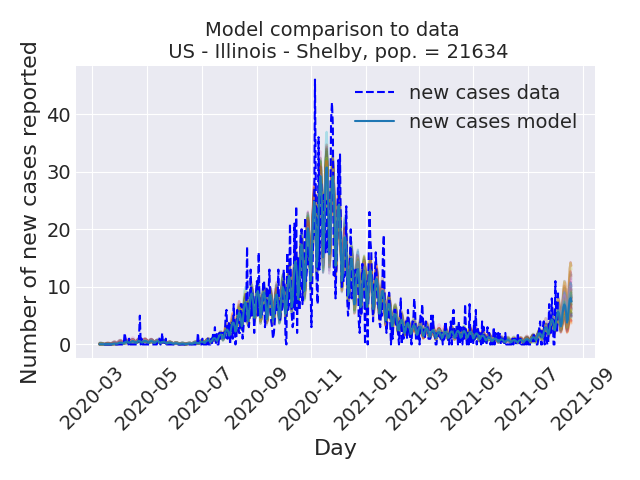 Model comparison to data
US - Illinois - Shelby, pop. = 21634
Number of new cases reported
40
30
20
10
0
new cases data
new cases model
2020-03
2020-05
2020-07
2020-09
2020-11
2021-01
2021-03
2021-05
2021-07
2021-09
Day